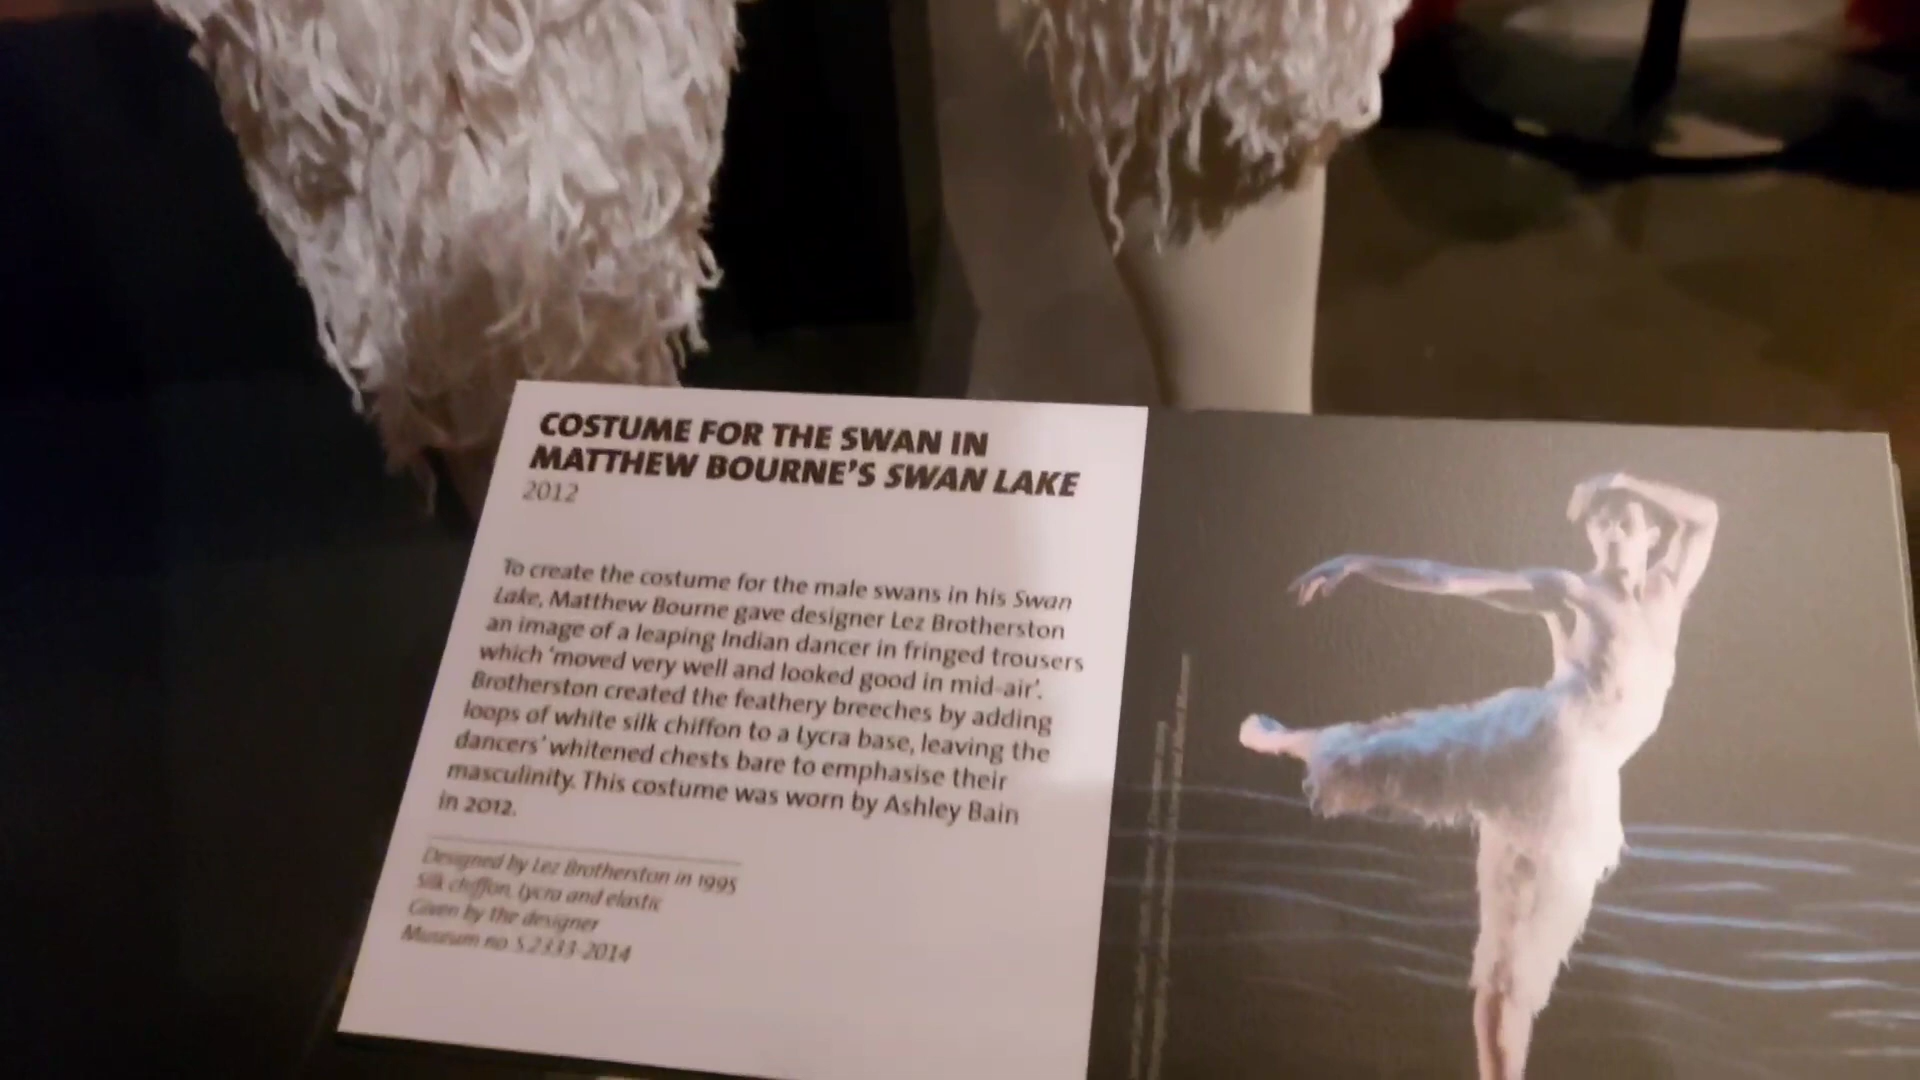 COSTUME FOR THE SWAN IN
MATTHEW BOURNE'S SWAN LAKE
2012
To create the costume for the male swans in his Swan
Lake, Matthew Bourne gave designer Lez Brotherston
an image of a leaping Indian dancer in fringed trousers
which 'moved very well and looked good in mid-air'.
Brotherston created the feathery breeches by adding
loops of white silk chiffon to a Lycra base, leaving the
dancers' whitened chests bare to emphasise their
masculinity. This costume was worn by Ashley Bain
in 2012.
Designed by Lez Brotherston in 1995
Silk chiffon, Lycra and elastic
Given by the designer
Museum no S.2333-2014